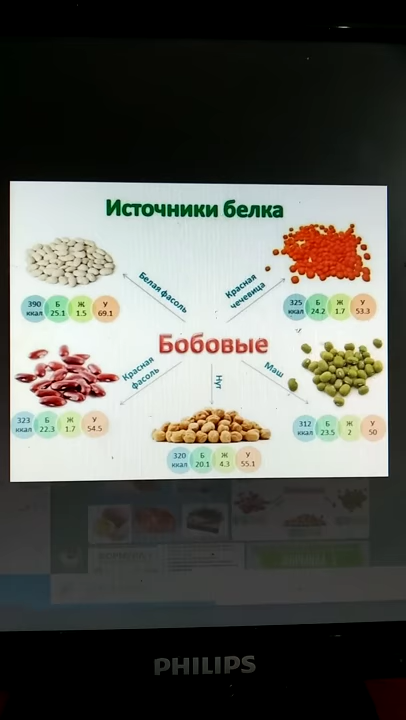 Источники белка
Белая фасоль
Красная
чечевица
390
ккал
Б
25.1
Ж
1.5
У
69.1
325
ккал
Б
24.2
Ж
1.7
У
53.3
Бобовые
Красная
фасоль
Нут
Маш
323
ккал
Б
22.3
Ж
1.7
У
54.5
320
ккал
Б
20.1
Ж
4.3
У
55.1
312
ккал
Б
23.5
Ж
2
У
50
PHILIPS